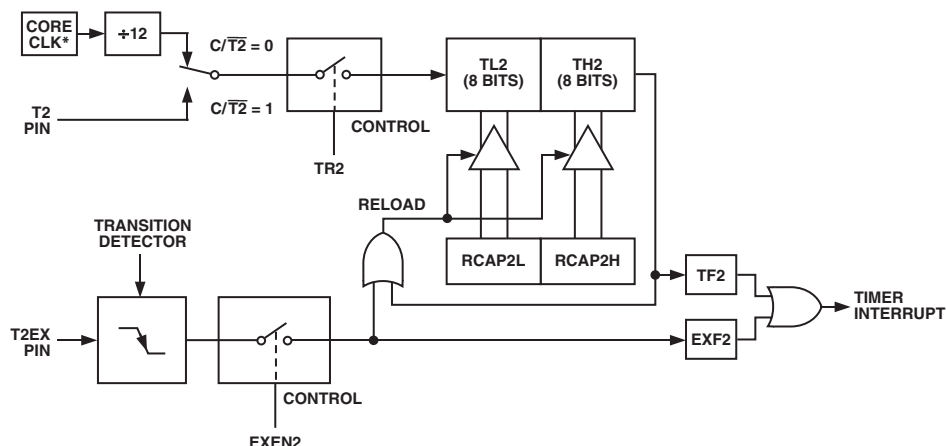 CORE
CLK*
÷12
C/T2 = 0
C/T2 = 1
T2
PIN
CONTROL
TR2
TL2
(8 BITS)
TH2
(8 BITS)
RELOAD
TRANSITION
DETECTOR
RCAP2L
RCAP2H
TF2
TIMER
INTERRUPT
T2EX
PIN
EXF2
CONTROL
EXEN2